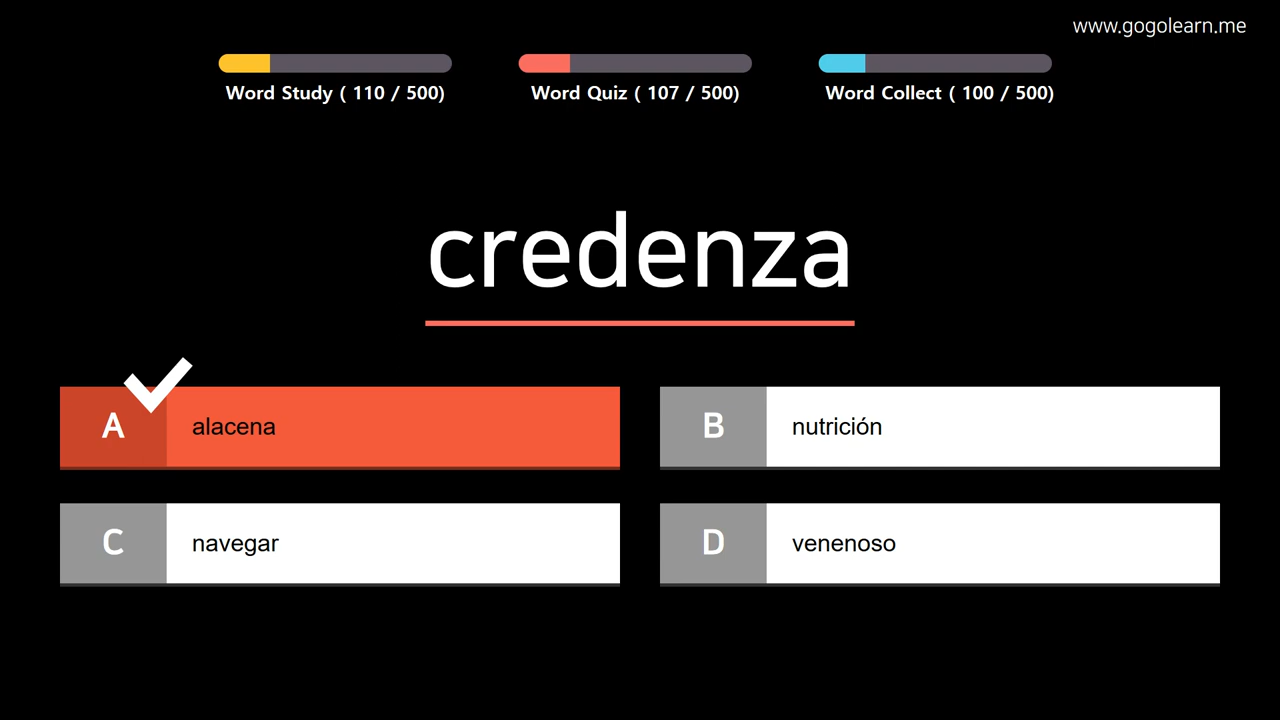 www.gogolearn.me
Word Study ( 110 / 500)
Word Quiz ( 107 / 500)
Word Collect ( 100 / 500)
credenza
A alacena
B nutrición
C navegar
D venenoso